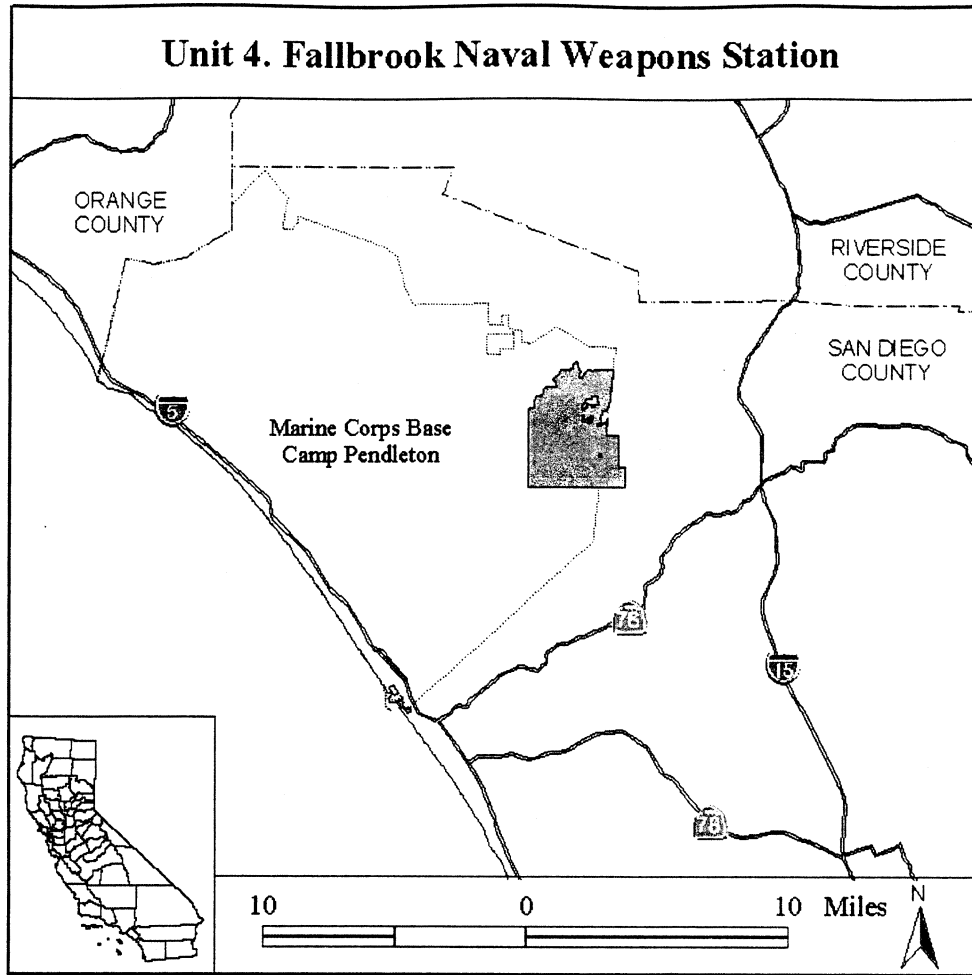 Unit 4. Fallbrook Naval Weapons Station
ORANGE
COUNTY
RIVERSIDE
COUNTY
SAN DIEGO
COUNTY
5
Marine Corps Base
Camp Pendleton
76
15
78
10 0 10 Miles
N